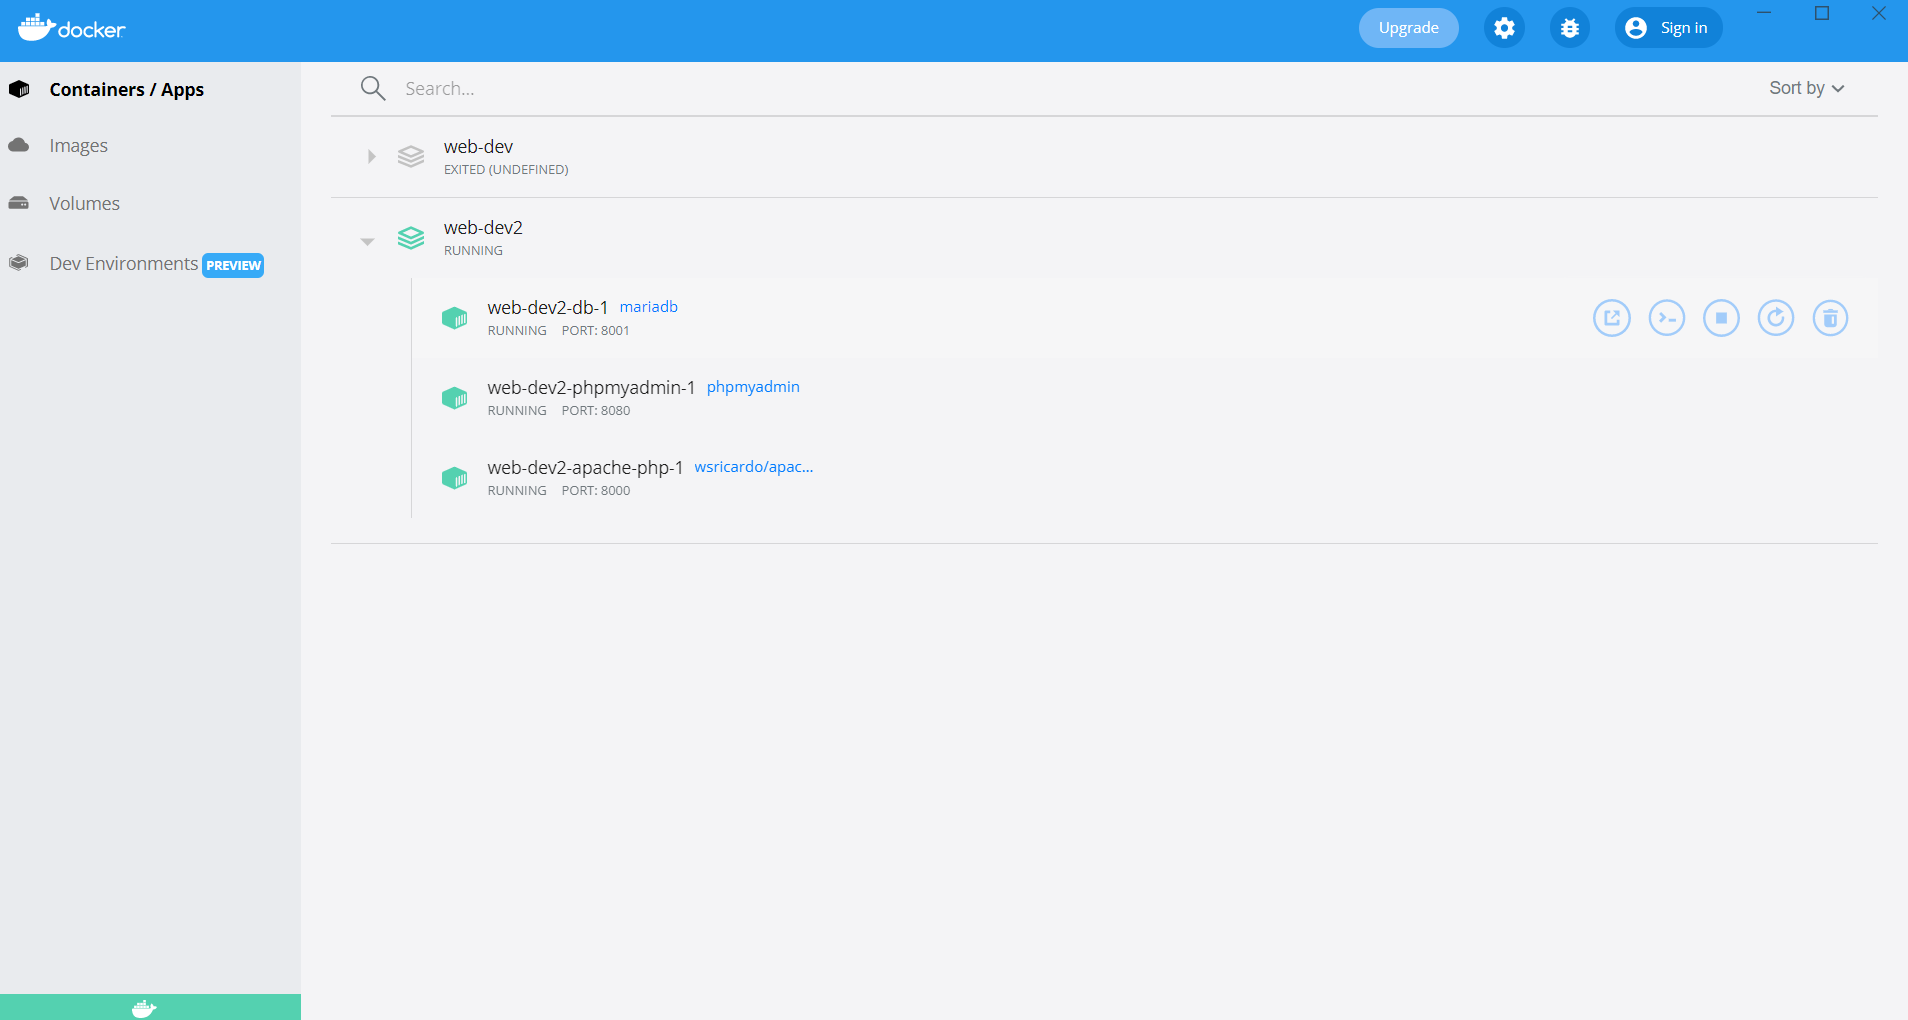 docker
Upgrade
Sign in
Containers / Apps
Images
Volumes
Dev Environments PREVIEW
Search...
Sort by
web-dev
EXITED (UNDEFINED)
web-dev2
RUNNING
web-dev2-db-1 mariadb
RUNNING PORT: 8001
web-dev2-phpmyadmin-1 phpmyadmin
RUNNING PORT: 8080
web-dev2-apache-php-1 wsricardo/apac...
RUNNING PORT: 8000